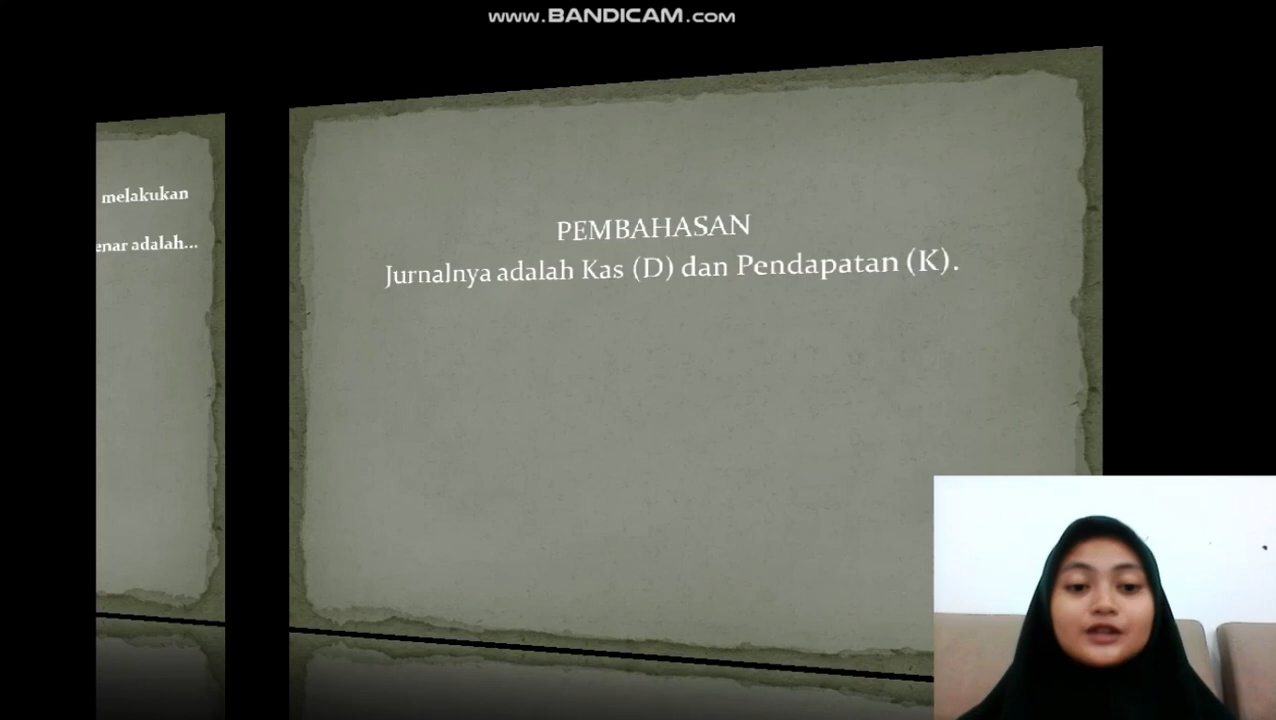 www.BANDICAM.com
melakukan
enar adalah...
PEMBAHASAN
Jurnalnya adalah Kas (D) dan Pendapatan (K).